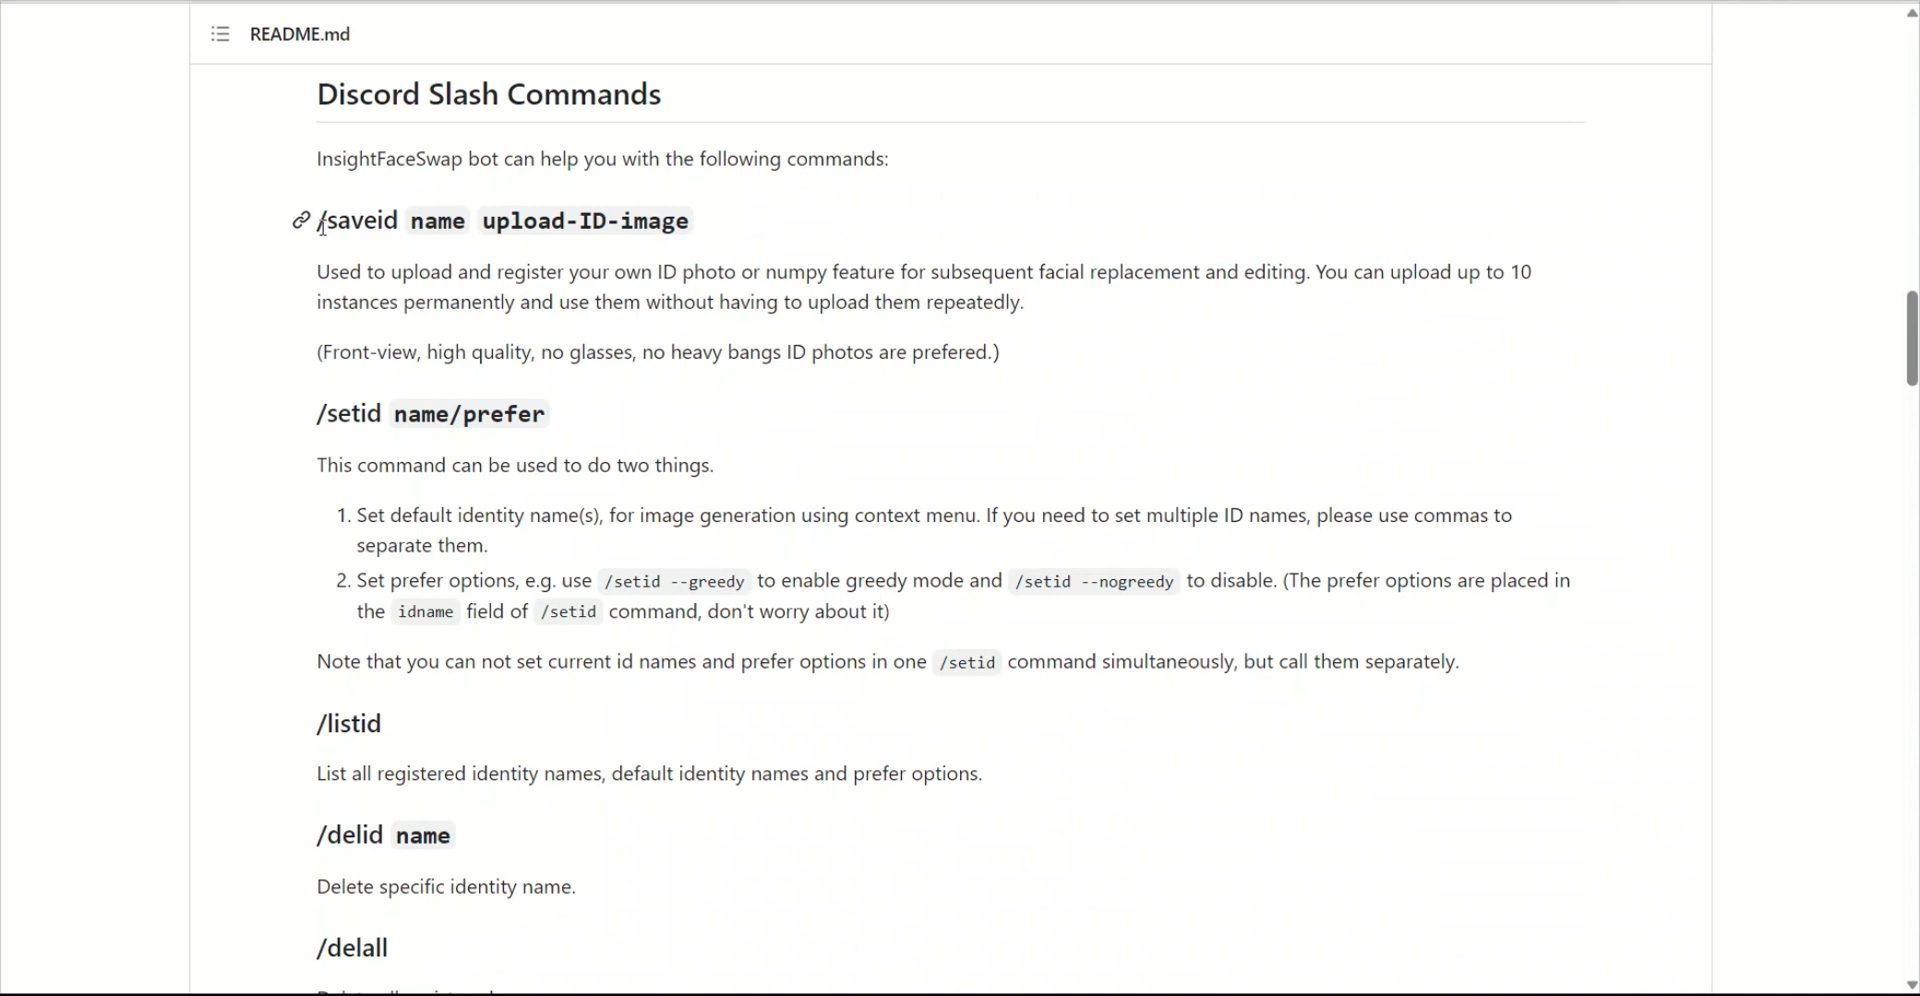 README.md
Discord Slash Commands
InsightFaceSwap bot can help you with the following commands:
/saveid name upload-ID-image
Used to upload and register your own ID photo or numpy feature for subsequent facial replacement and editing. You can upload up to 10
instances permanently and use them without having to upload them repeatedly.
(Front-view, high quality, no glasses, no heavy bangs ID photos are prefered.)
/setid name/prefer
This command can be used to do two things.
1. Set default identity name(s), for image generation using context menu. If you need to set multiple ID names, please use commas to
separate them.
2. Set prefer options, e.g. use /setid --greedy to enable greedy mode and /setid --nogreedy to disable. (The prefer options are placed in
the idname field of /setid command, don't worry about it)
Note that you can not set current id names and prefer options in one /setid command simultaneously, but call them separately.
/listid
List all registered identity names, default identity names and prefer options.
/delid name
Delete specific identity name.
/delall